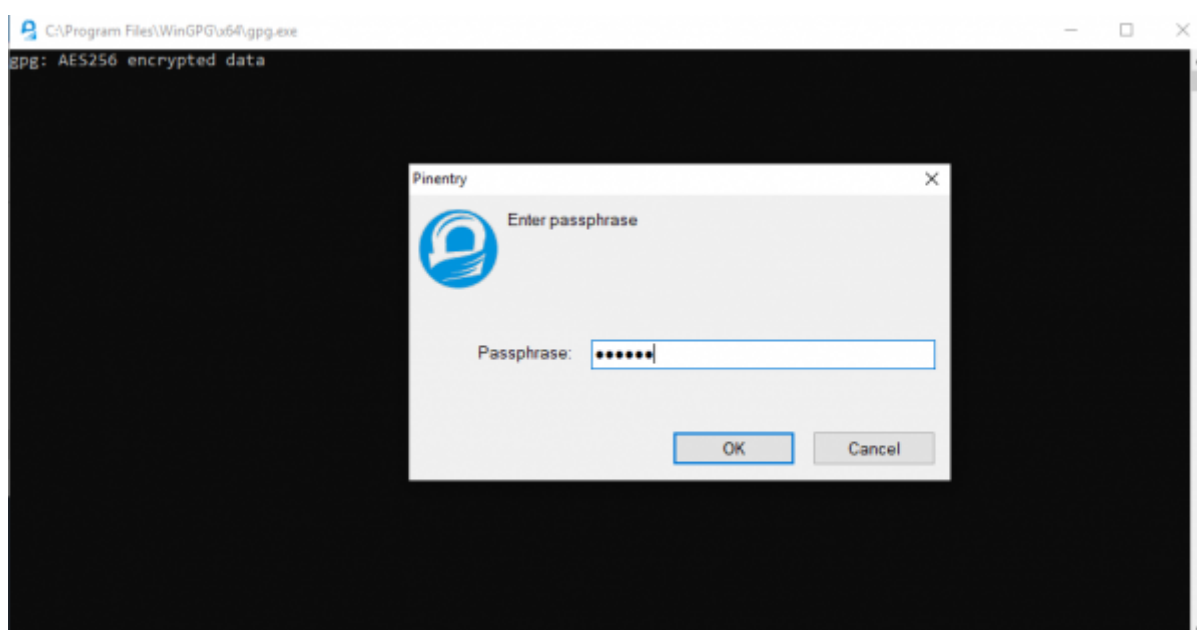 C:\Program Files\WinGPG\x64\gpg.exe
gpg: AES256 encrypted data
Pinentry
Enter passphrase
Passphrase: ••••••
OK Cancel